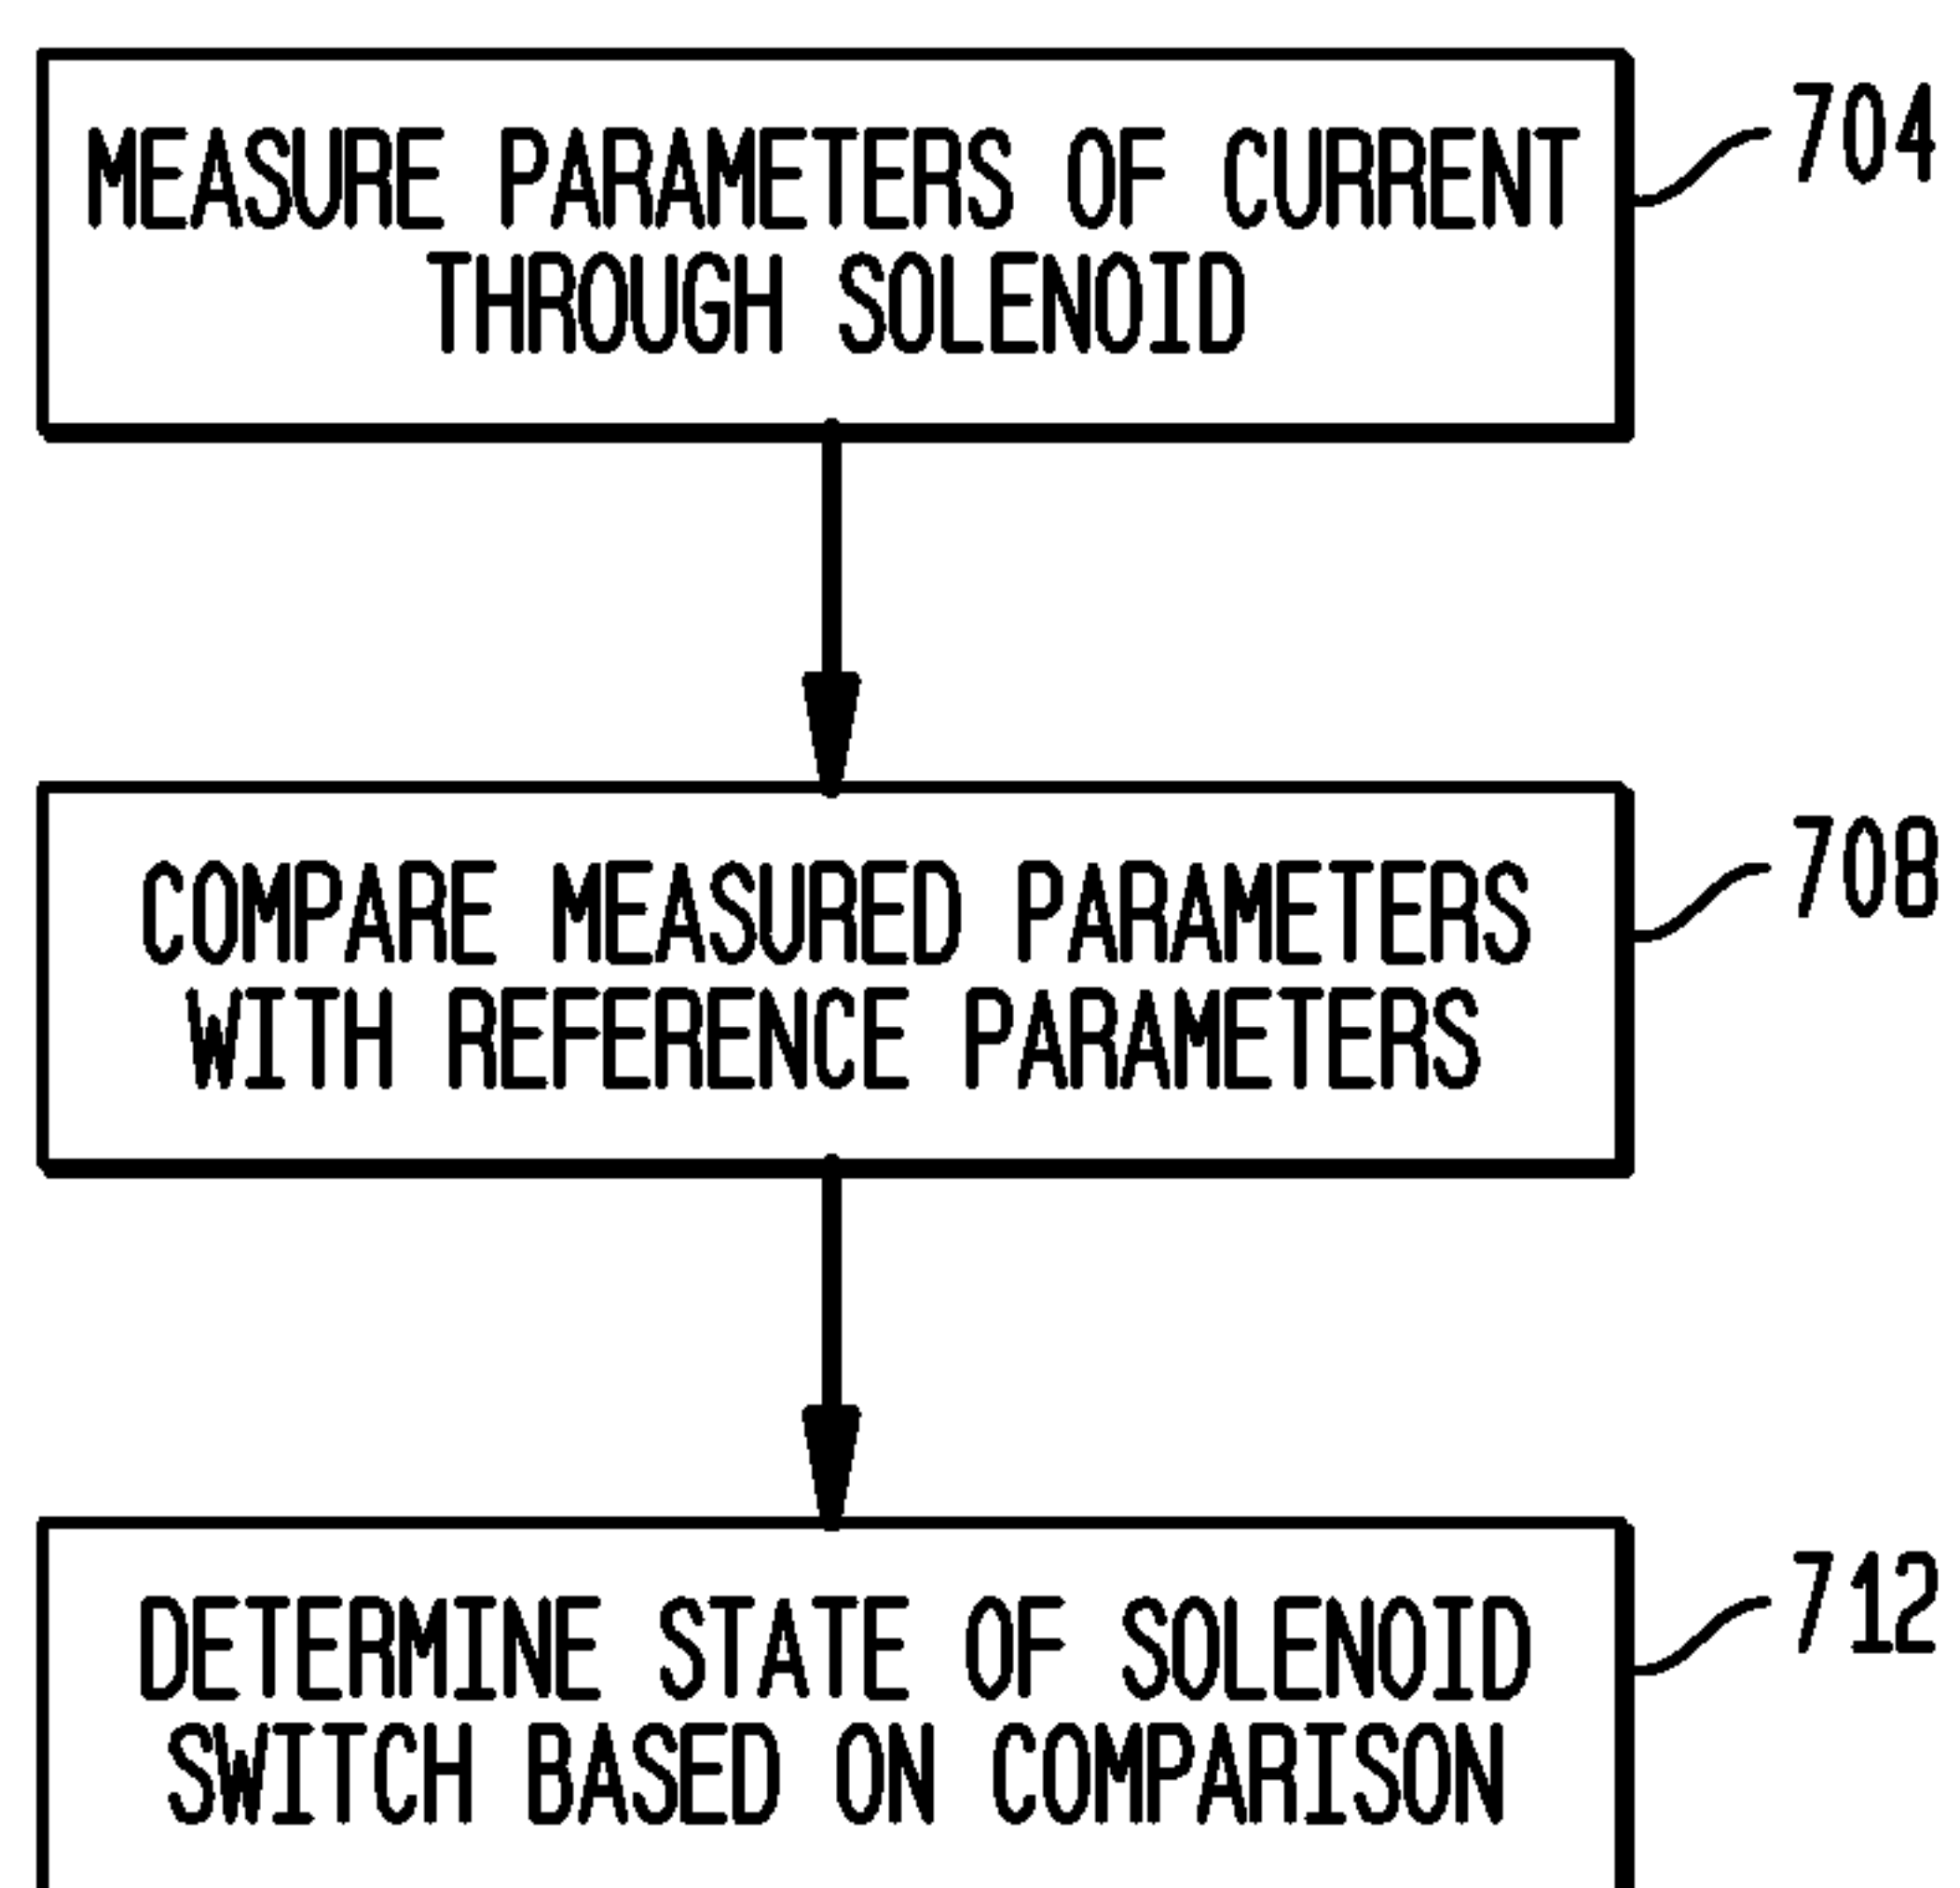 MEASURE PARAMETERS OF CURRENT
THROUGH SOLENOID
704
COMPARE MEASURED PARAMETERS
WITH REFERENCE PARAMETERS
708
DETERMINE STATE OF SOLENOID
SWITCH BASED ON COMPARISON
712